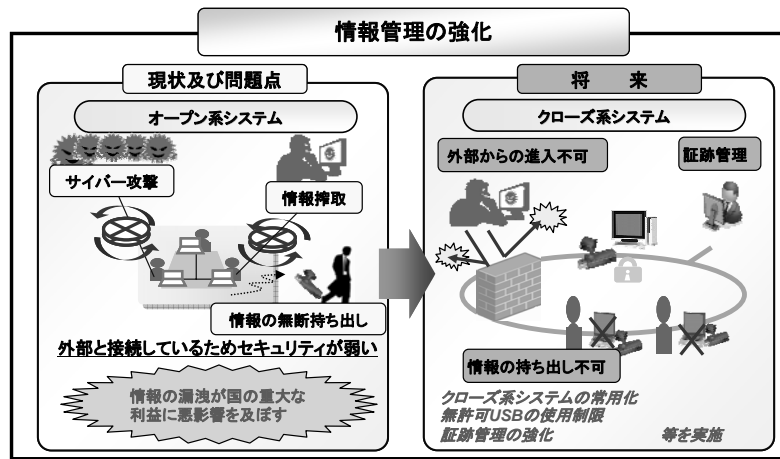 情報管理の強化
現状及び問題点
オープン系システム
サイバー攻撃
情報搾取
情報の無断持ち出し
外部と接続しているためセキュリティが弱い
情報の漏洩が国の重大な
利益に悪影響を及ぼす
将　来
クローズ系システム
外部からの進入不可
証跡管理
情報の持ち出し不可
クローズ系システムの常用化
無許可USBの使用制限
証跡管理の強化　等を実施